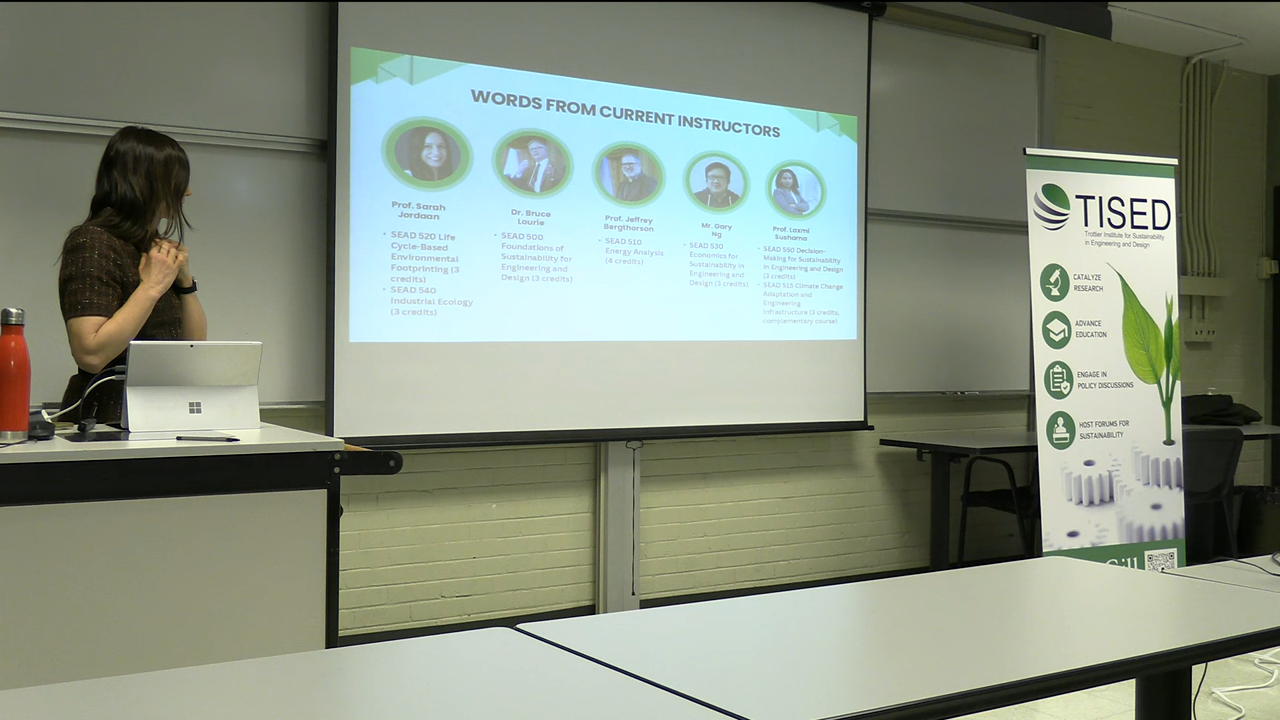 WORDS FROM CURRENT INSTRUCTORS
Prof. Sarah
Jordaan
• SEAD 520 Life
Cycle-Based
Environmental
Footprinting (3
credits)
• SEAD 540
Industrial Ecology
(3 credits)
Dr. Bruce
Lourie
• SEAD 500
Foundations of
Sustainability for
Engineering and
Design (3 credits)
Prof. Jeffrey
Bergthorson
• SEAD 510
Energy Analysis
(4 credits)
Mr. Gary
Ng
• SEAD 530
Economics for
Sustainability in
Engineering and
Design (3 credits)
Prof. Laxmi
Sushama
• SEAD 550 Decision-
Making for Sustainability
in Engineering and Design
(3 credits)
• SEAD 515 Climate Change
Adaptation and
Engineering
Infrastructure (3 credits,
complementary course)
TISED
Trottier Institute for Sustainability
in Engineering and Design
CATALYZE
RESEARCH
ADVANCE
EDUCATION
ENGAGE IN
POLICY DISCUSSIONS
HOST FORUMS FOR
SUSTAINABILITY